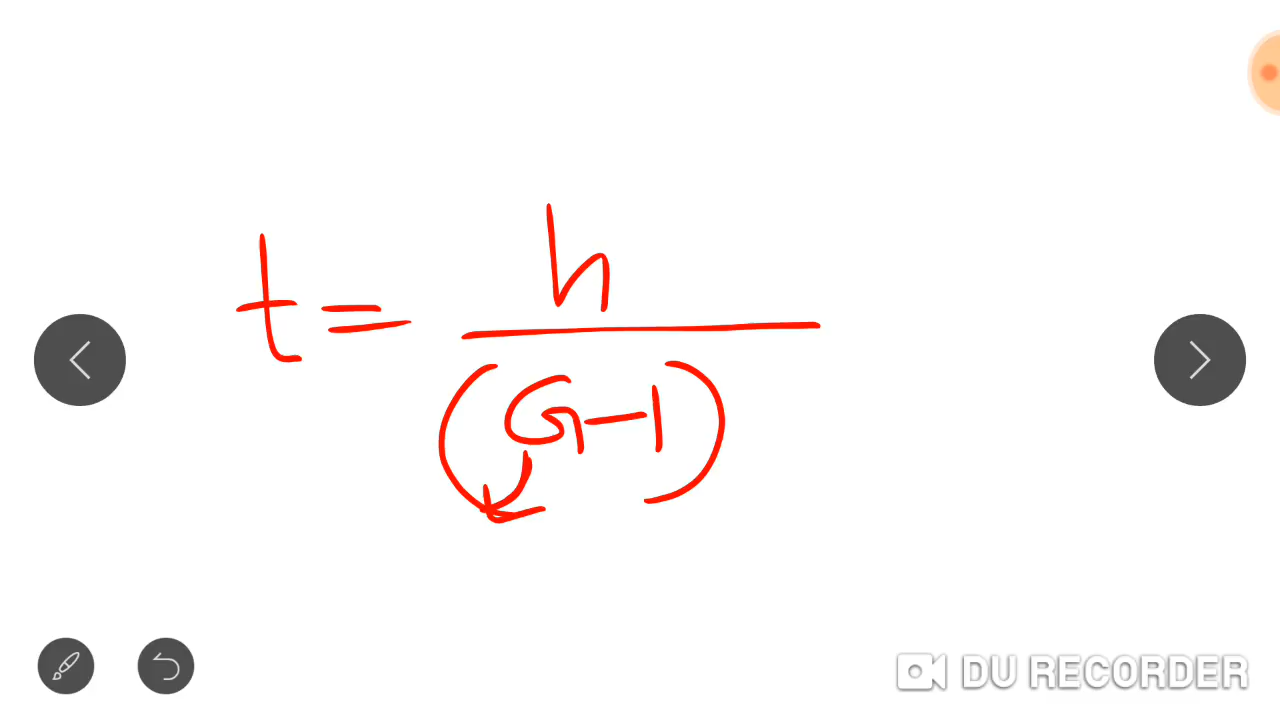 t = h
(G-1)
DU RECORDER